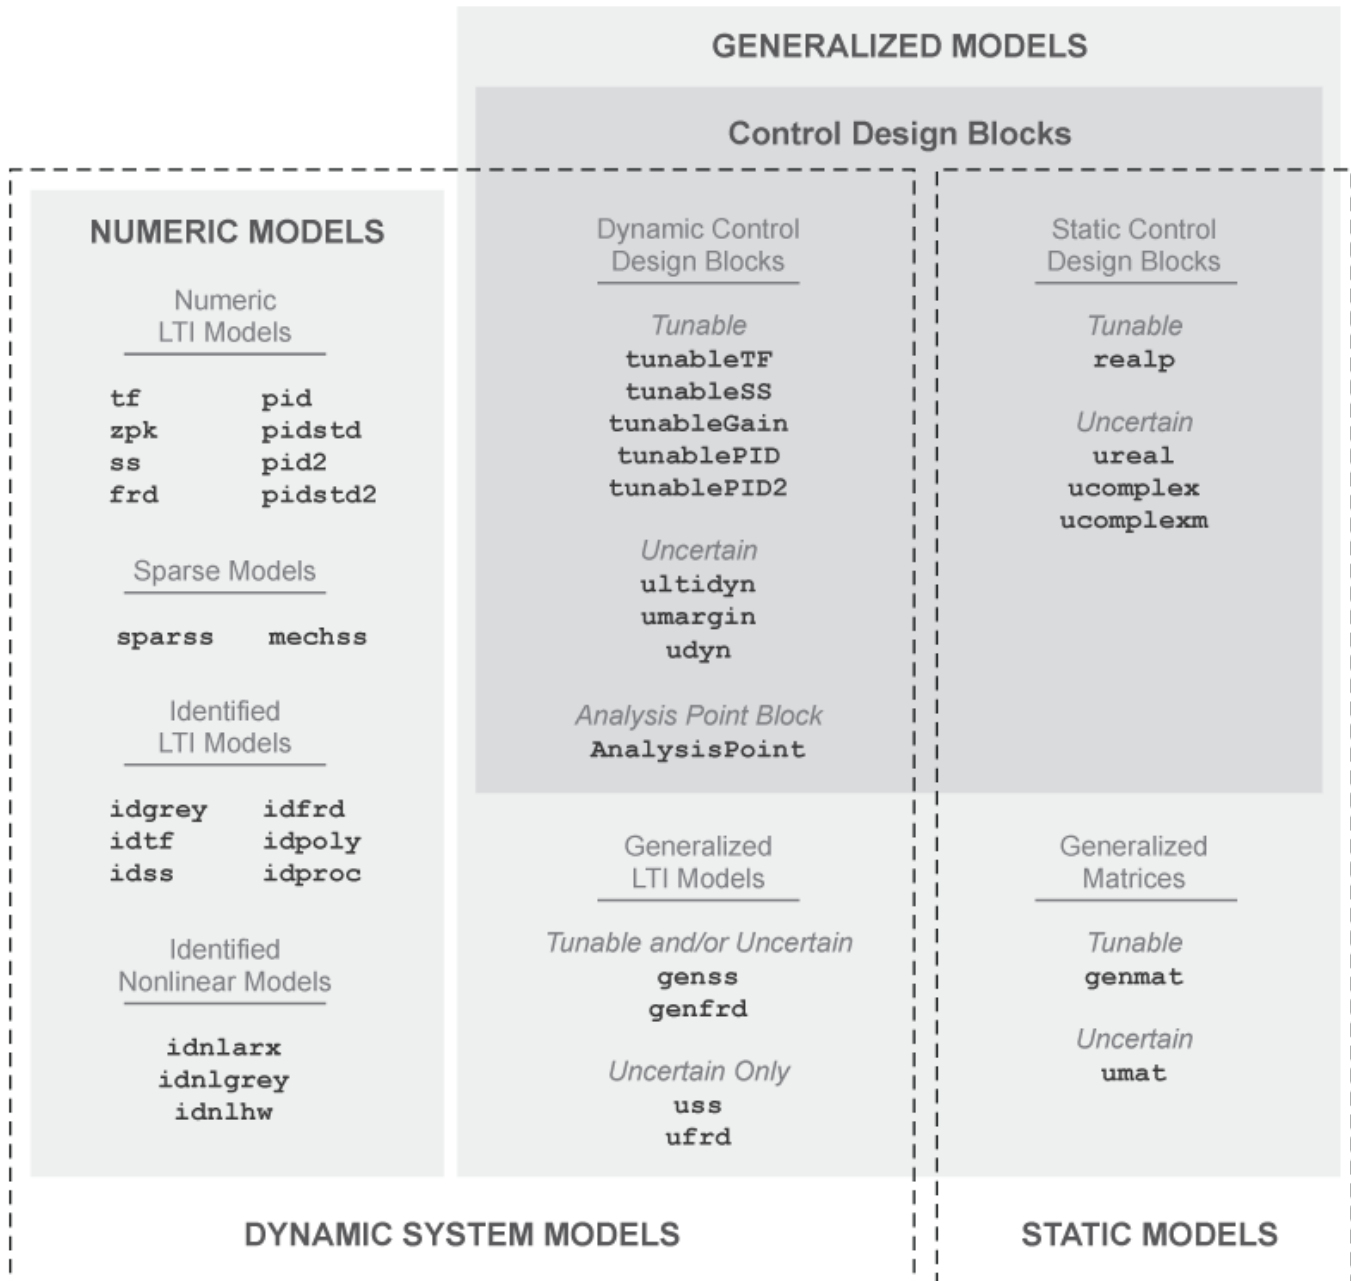 GENERALIZED MODELS
Control Design Blocks
NUMERIC MODELS
Numeric
LTI Models
tf pid
zpk pidstd
ss pid2
frd pidstd2
Sparse Models
sparss mechss
Identified
LTI Models
idgrey idfrd
idtf idpoly
idss idproc
Identified
Nonlinear Models
idnlarx
idnlgrey
idnlhw
Dynamic Control
Design Blocks
Tunable
tunableTF
tunableSS
tunableGain
tunablePID
tunablePID2
Uncertain
ultidyn
umargin
udyn
Analysis Point Block
AnalysisPoint
Generalized
LTI Models
Tunable and/or Uncertain
genss
genfrd
Uncertain Only
uss
ufrd
Static Control
Design Blocks
Tunable
realp
Uncertain
ureal
ucomplex
ucomplexm
Generalized
Matrices
Tunable
genmat
Uncertain
umat
DYNAMIC SYSTEM MODELS
STATIC MODELS